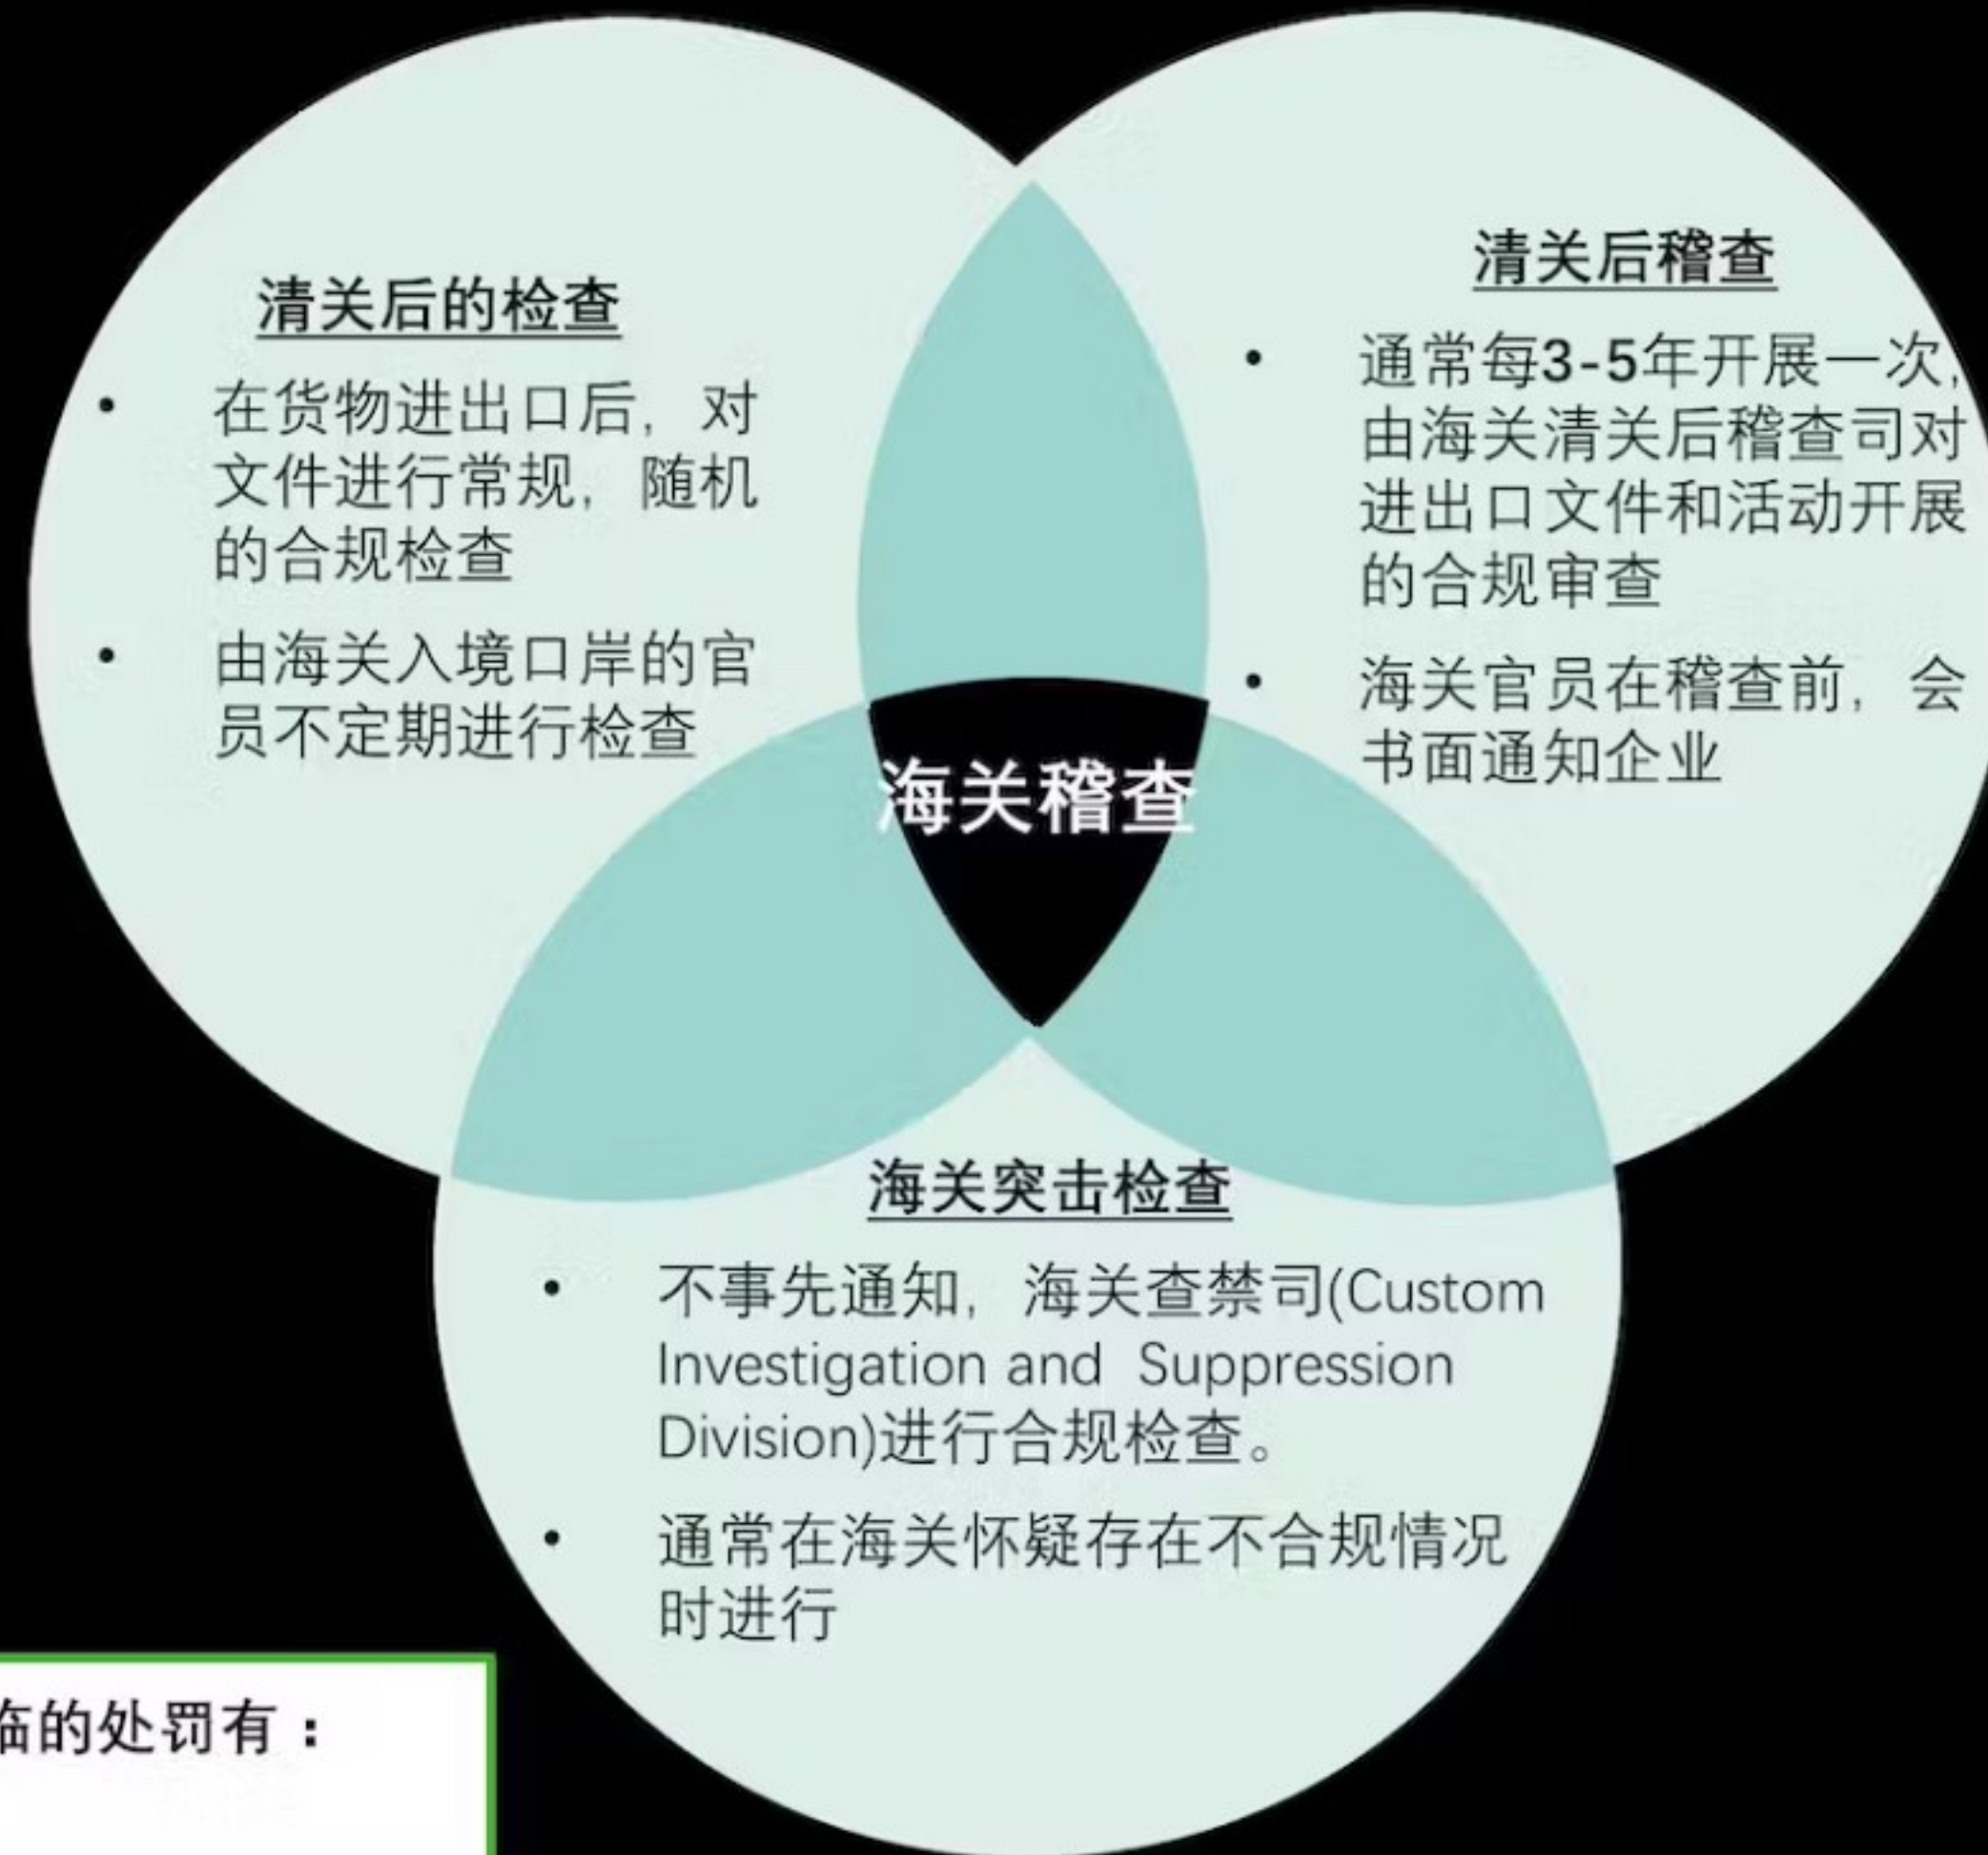 清关后的检查
• 在货物进出口后，对
文件进行常规，随机
的合规检查
• 由海关入境口岸的官
员不定期进行检查
清关后稽查
• 通常每3-5年开展一次,
由海关清关后稽查司对
进出口文件和活动开展
的合规审查
• 海关官员在稽查前，会
书面通知企业
海关稽查
海关突击检查
• 不事先通知，海关查禁司(Custom
Investigation and Suppression
Division)进行合规检查。
• 通常在海关怀疑存在不合规情况
时进行
临的处罚有：